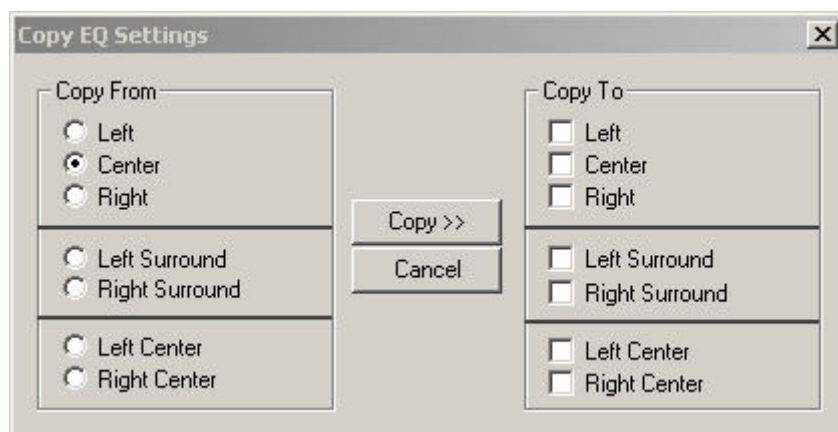 Copy EQ Settings
Copy From
Left
Center
Right
Left Surround
Right Surround
Left Center
Right Center
Copy >>
Cancel
Copy To
Left
Center
Right
Left Surround
Right Surround
Left Center
Right Center